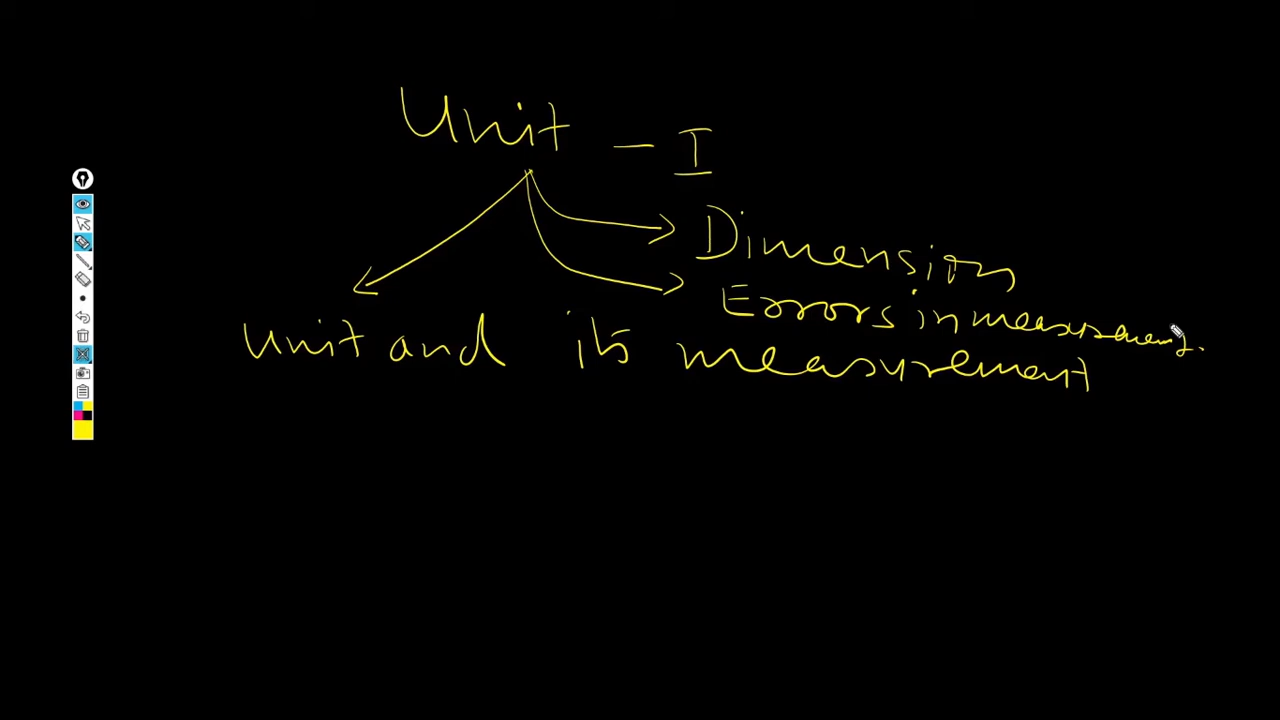 Unit - I
Dimension
Errors in measurement.
unit and its measurement